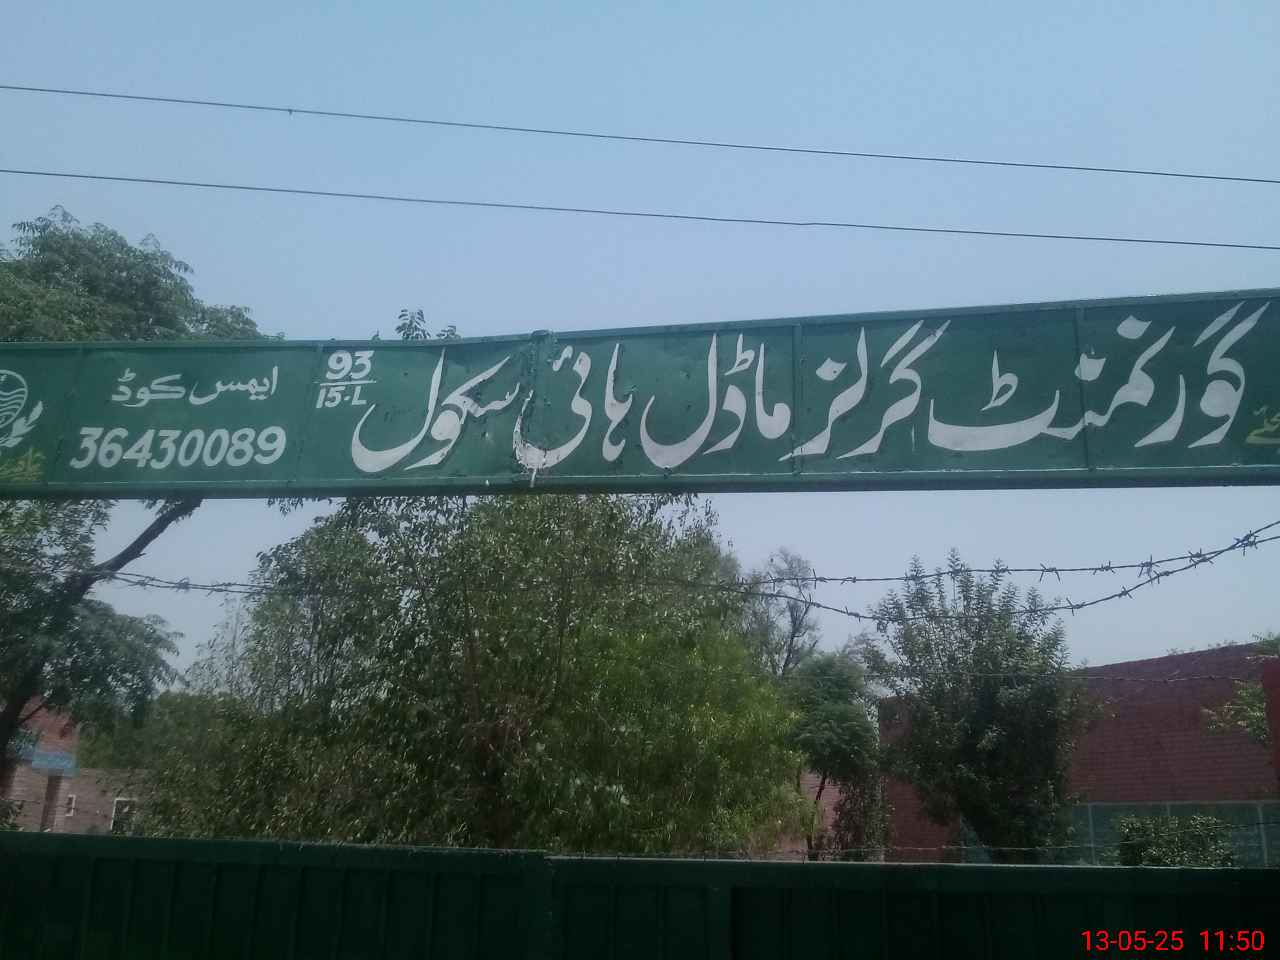 گورنمنٹ گرلز ماڈل ہائی سکول
93
15-L
ایمس کوڈ
36430089
13-05-25 11:50